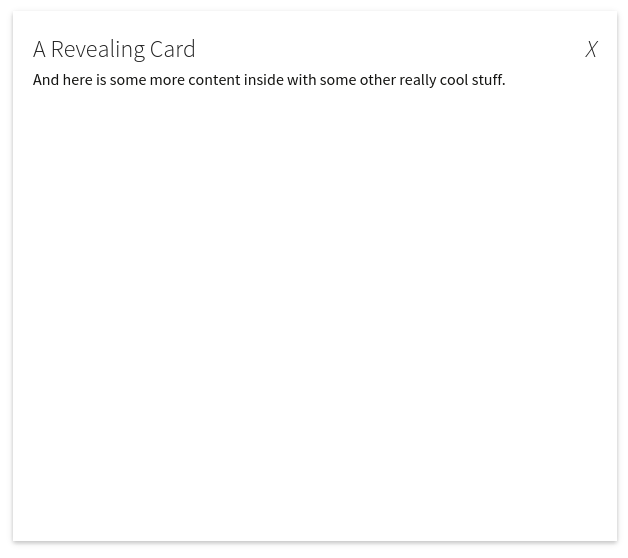 A Revealing Card X
And here is some more content inside with some other really cool stuff.